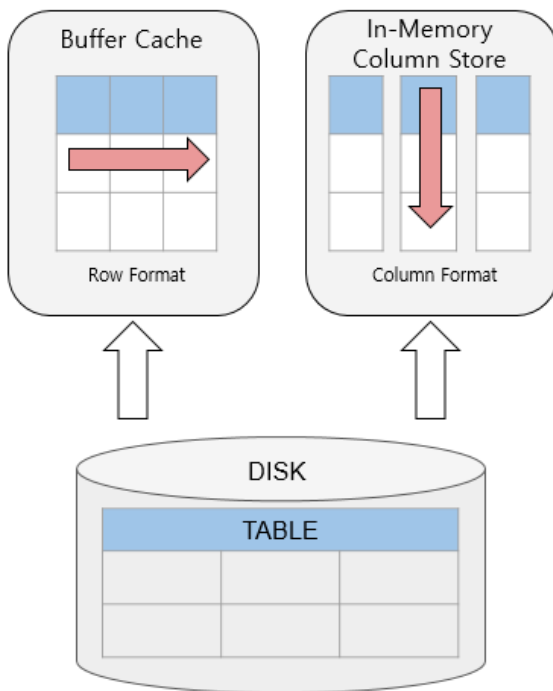 Buffer Cache
Row Format
In-Memory
Column Store
Column Format
DISK
TABLE